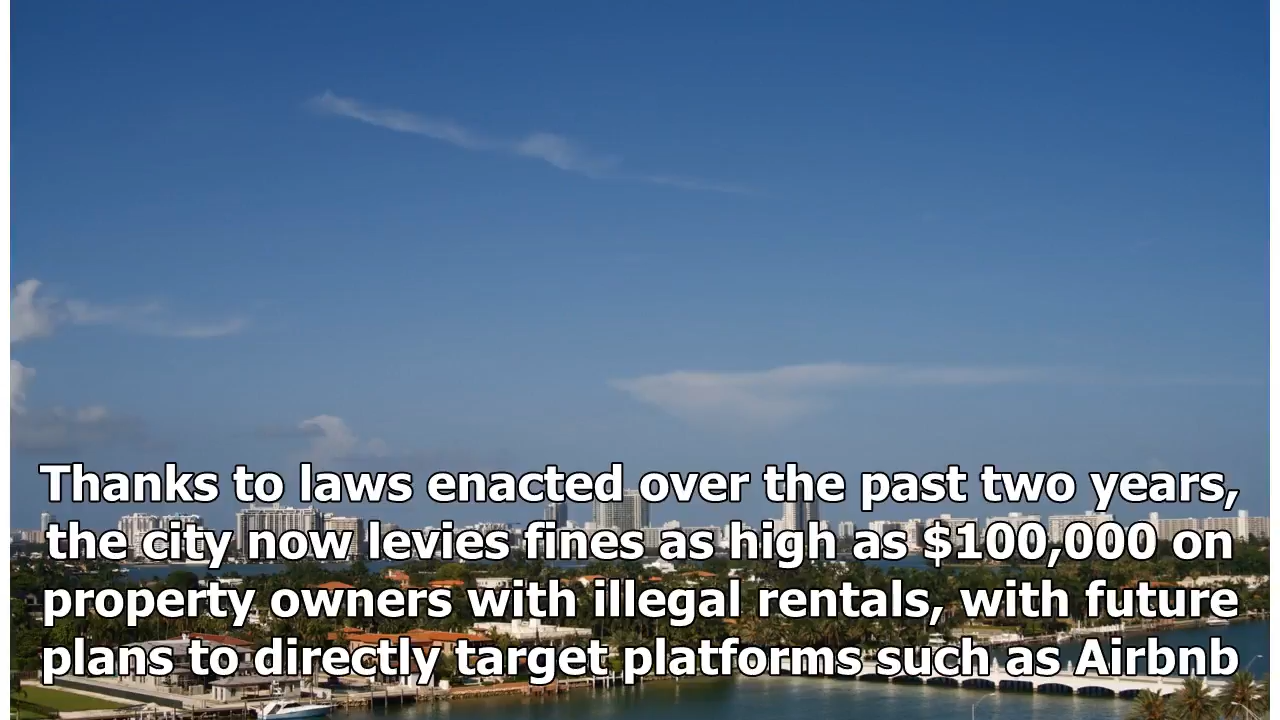 Thanks to laws enacted over the past two years,
the city now levies fines as high as $100,000 on
property owners with illegal rentals, with future
plans to directly target platforms such as Airbnb